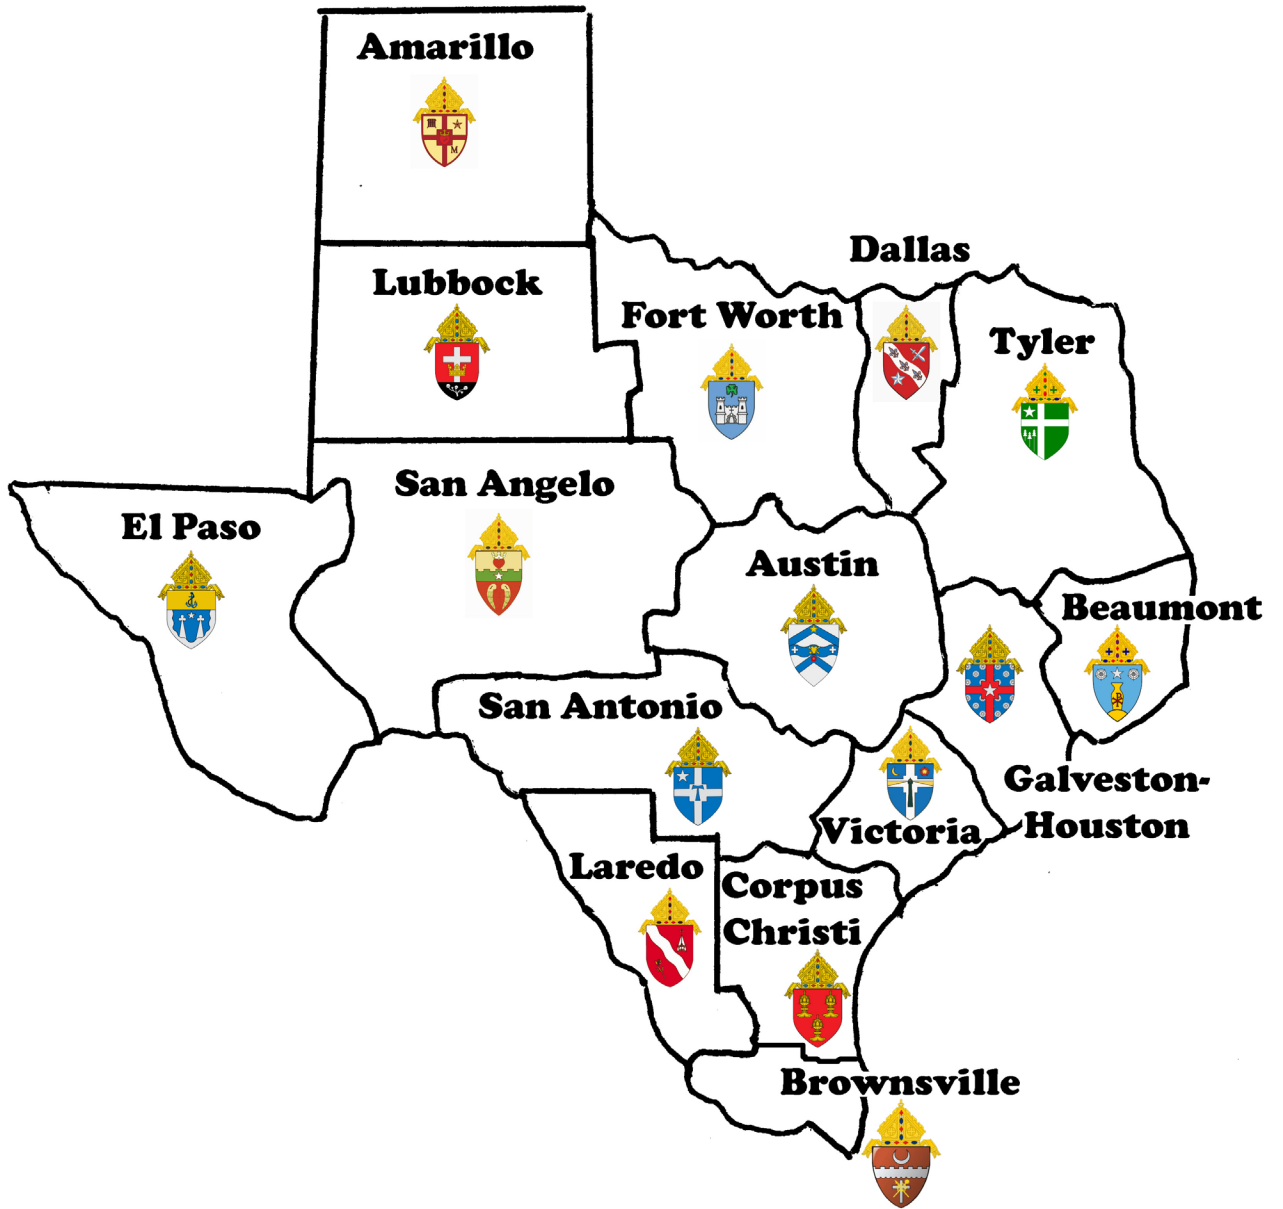 Amarillo
Lubbock
Dallas
Fort Worth
Tyler
San Angelo
El Paso
Austin
Beaumont
San Antonio
Galveston-
Houston
Victoria
Laredo
Corpus
Christi
Brownsville
M